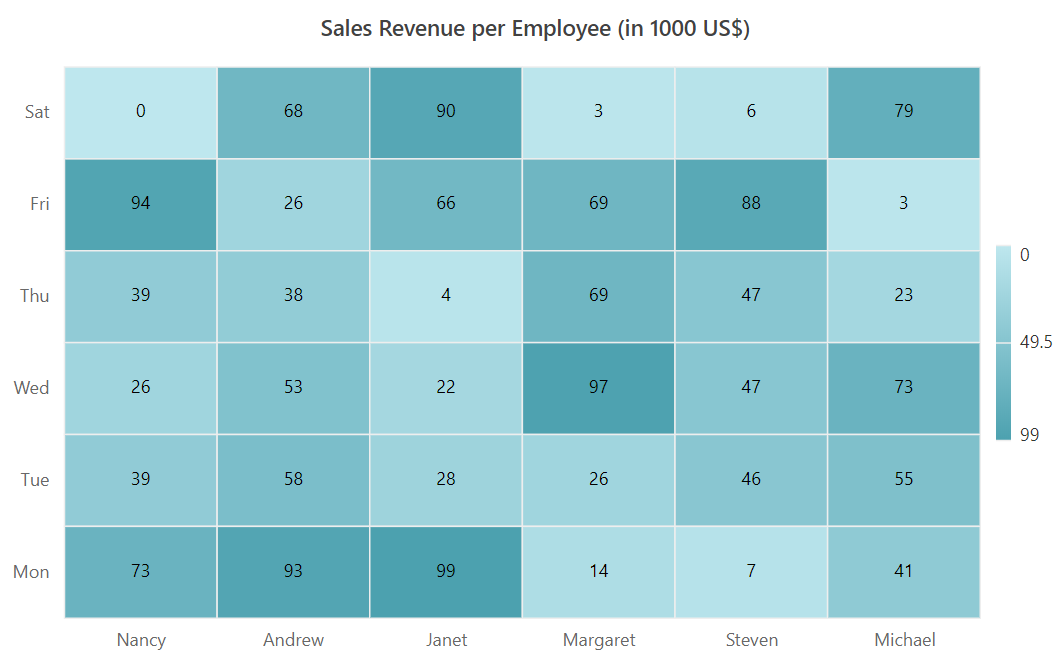 Sales Revenue per Employee (in 1000 US$)
Sat 0 68 90 3 6 79
Fri 94 26 66 69 88 3
Thu 39 38 4 69 47 23
Wed 26 53 22 97 47 73
Tue 39 58 28 26 46 55
Mon 73 93 99 14 7 41
Nancy Andrew Janet Margaret Steven Michael
0
49.5
99